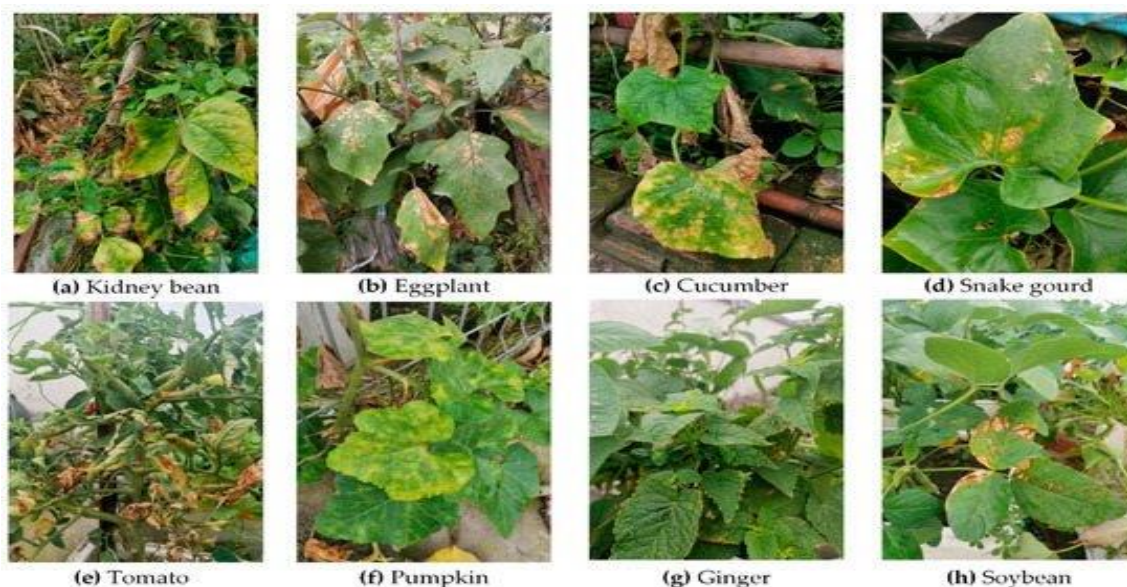 (a) Kidney bean
(b) Eggplant
(c) Cucumber
(d) Snake gourd
(e) Tomato
(f) Pumpkin
(g) Ginger
(h) Soybean